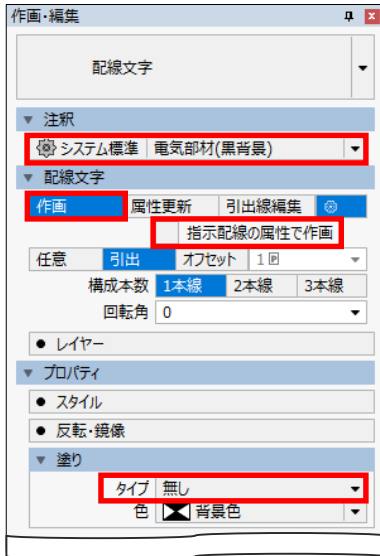 作画・編集
配線文字
注釈
システム標準 電気部材(黒背景)
配線文字
作画 属性更新 引出線編集
指示配線の属性で作画
任意 引出 オフセット 1 P
構成本数 1本線 2本線 3本線
回転角 0
レイヤー
プロパティ
スタイル
反転・鏡像
塗り
タイプ 無し
色 背景色